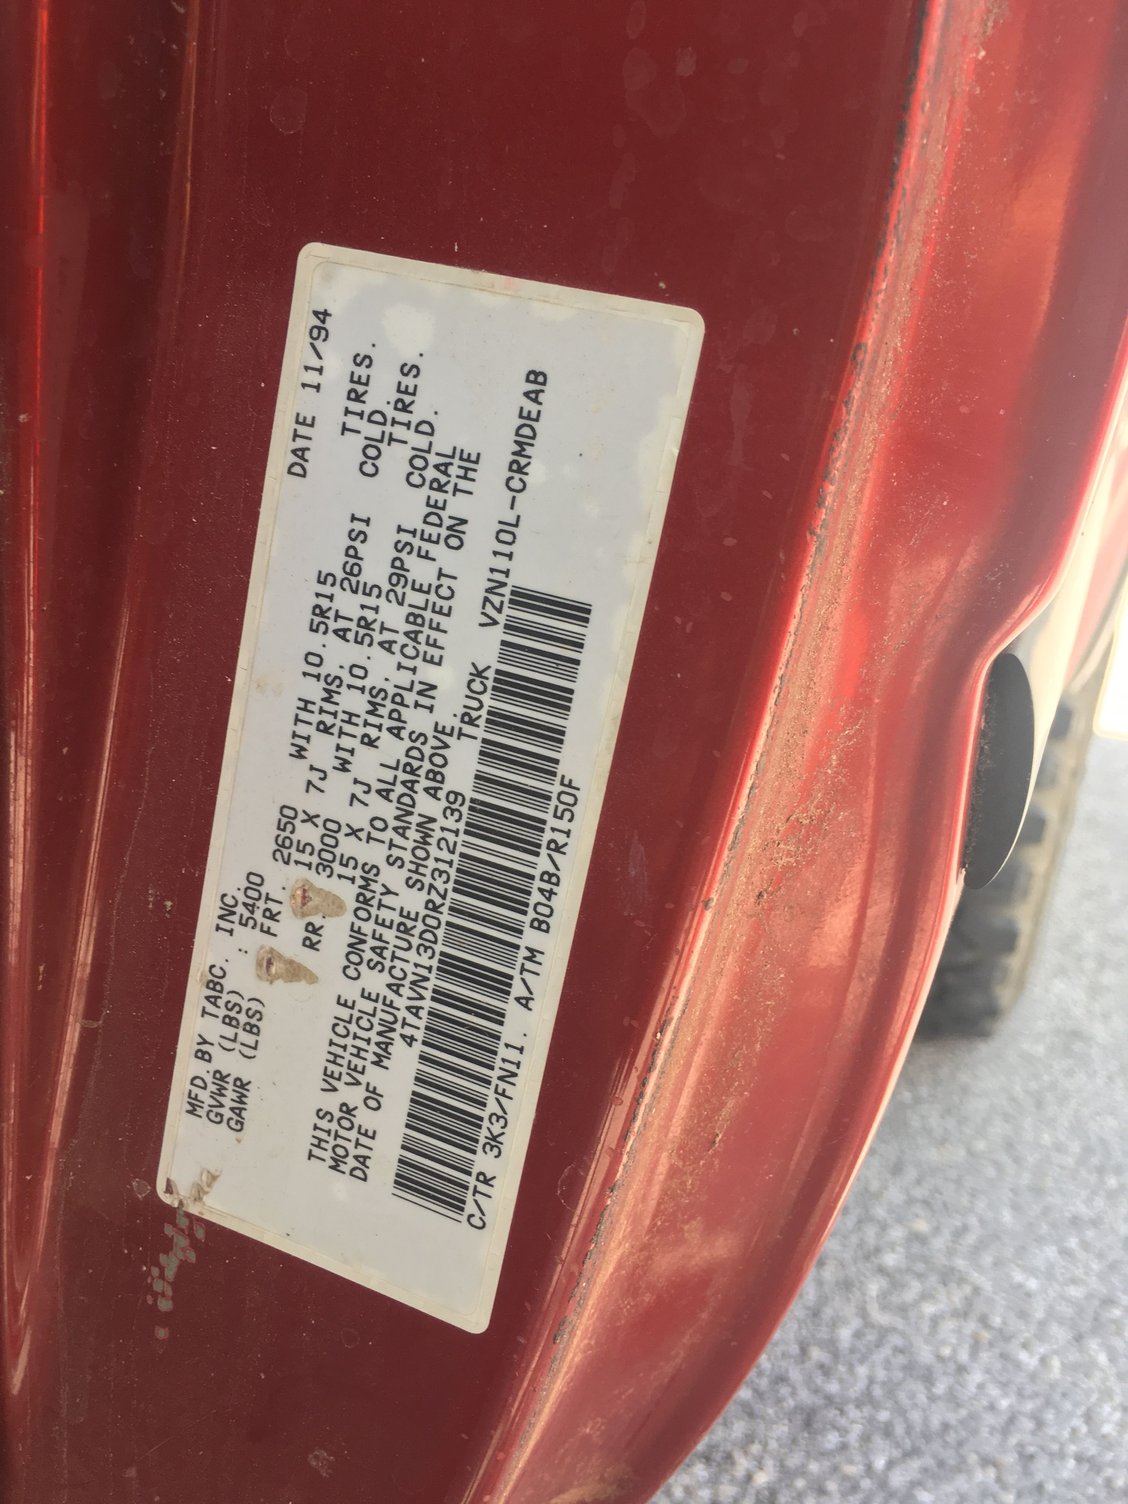 MFD.BY TABC. INC. DATE 11/94
GVWR (LBS) : 5400
GAWR (LBS) FRT. 2650
15 X 7J WITH 10.5R15 TIRES.
RIMS. AT 26PSI COLD.
RR. 3000 WITH 10.5R15 TIRES.
15 X 7J RIMS. AT 29PSI COLD.
THIS VEHICLE CONFORMS TO ALL APPLICABLE FEDERAL
MOTOR VEHICLE SAFETY STANDARDS IN EFFECT ON THE
DATE OF MANUFACTURE SHOWN ABOVE.
4TAVN13D0RZ312139 TRUCK VZN110L-CRMDEAB
C/TR 3K3/FN11. A/TM B04B/R150F